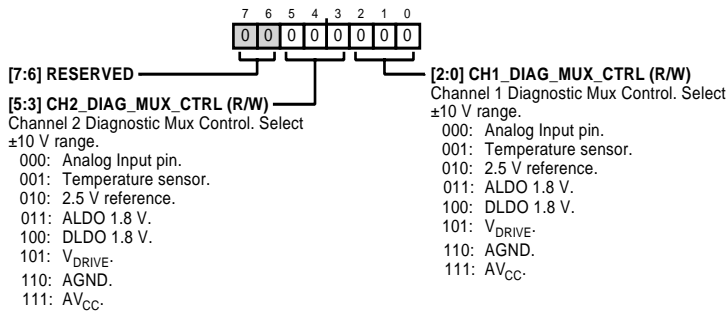 7 6 5 4 3 2 1 0
0 0 0 0 0 0 0 0
[7:6] RESERVED
[5:3] CH2_DIAG_MUX_CTRL (R/W)
Channel 2 Diagnostic Mux Control. Select
±10 V range.
000: Analog Input pin.
001: Temperature sensor.
010: 2.5 V reference.
011: ALDO 1.8 V.
100: DLDO 1.8 V.
101: VDRIVE.
110: AGND.
111: AVCC.
[2:0] CH1_DIAG_MUX_CTRL (R/W)
Channel 1 Diagnostic Mux Control. Select
±10 V range.
000: Analog Input pin.
001: Temperature sensor.
010: 2.5 V reference.
011: ALDO 1.8 V.
100: DLDO 1.8 V.
101: VDRIVE.
110: AGND.
111: AVCC.